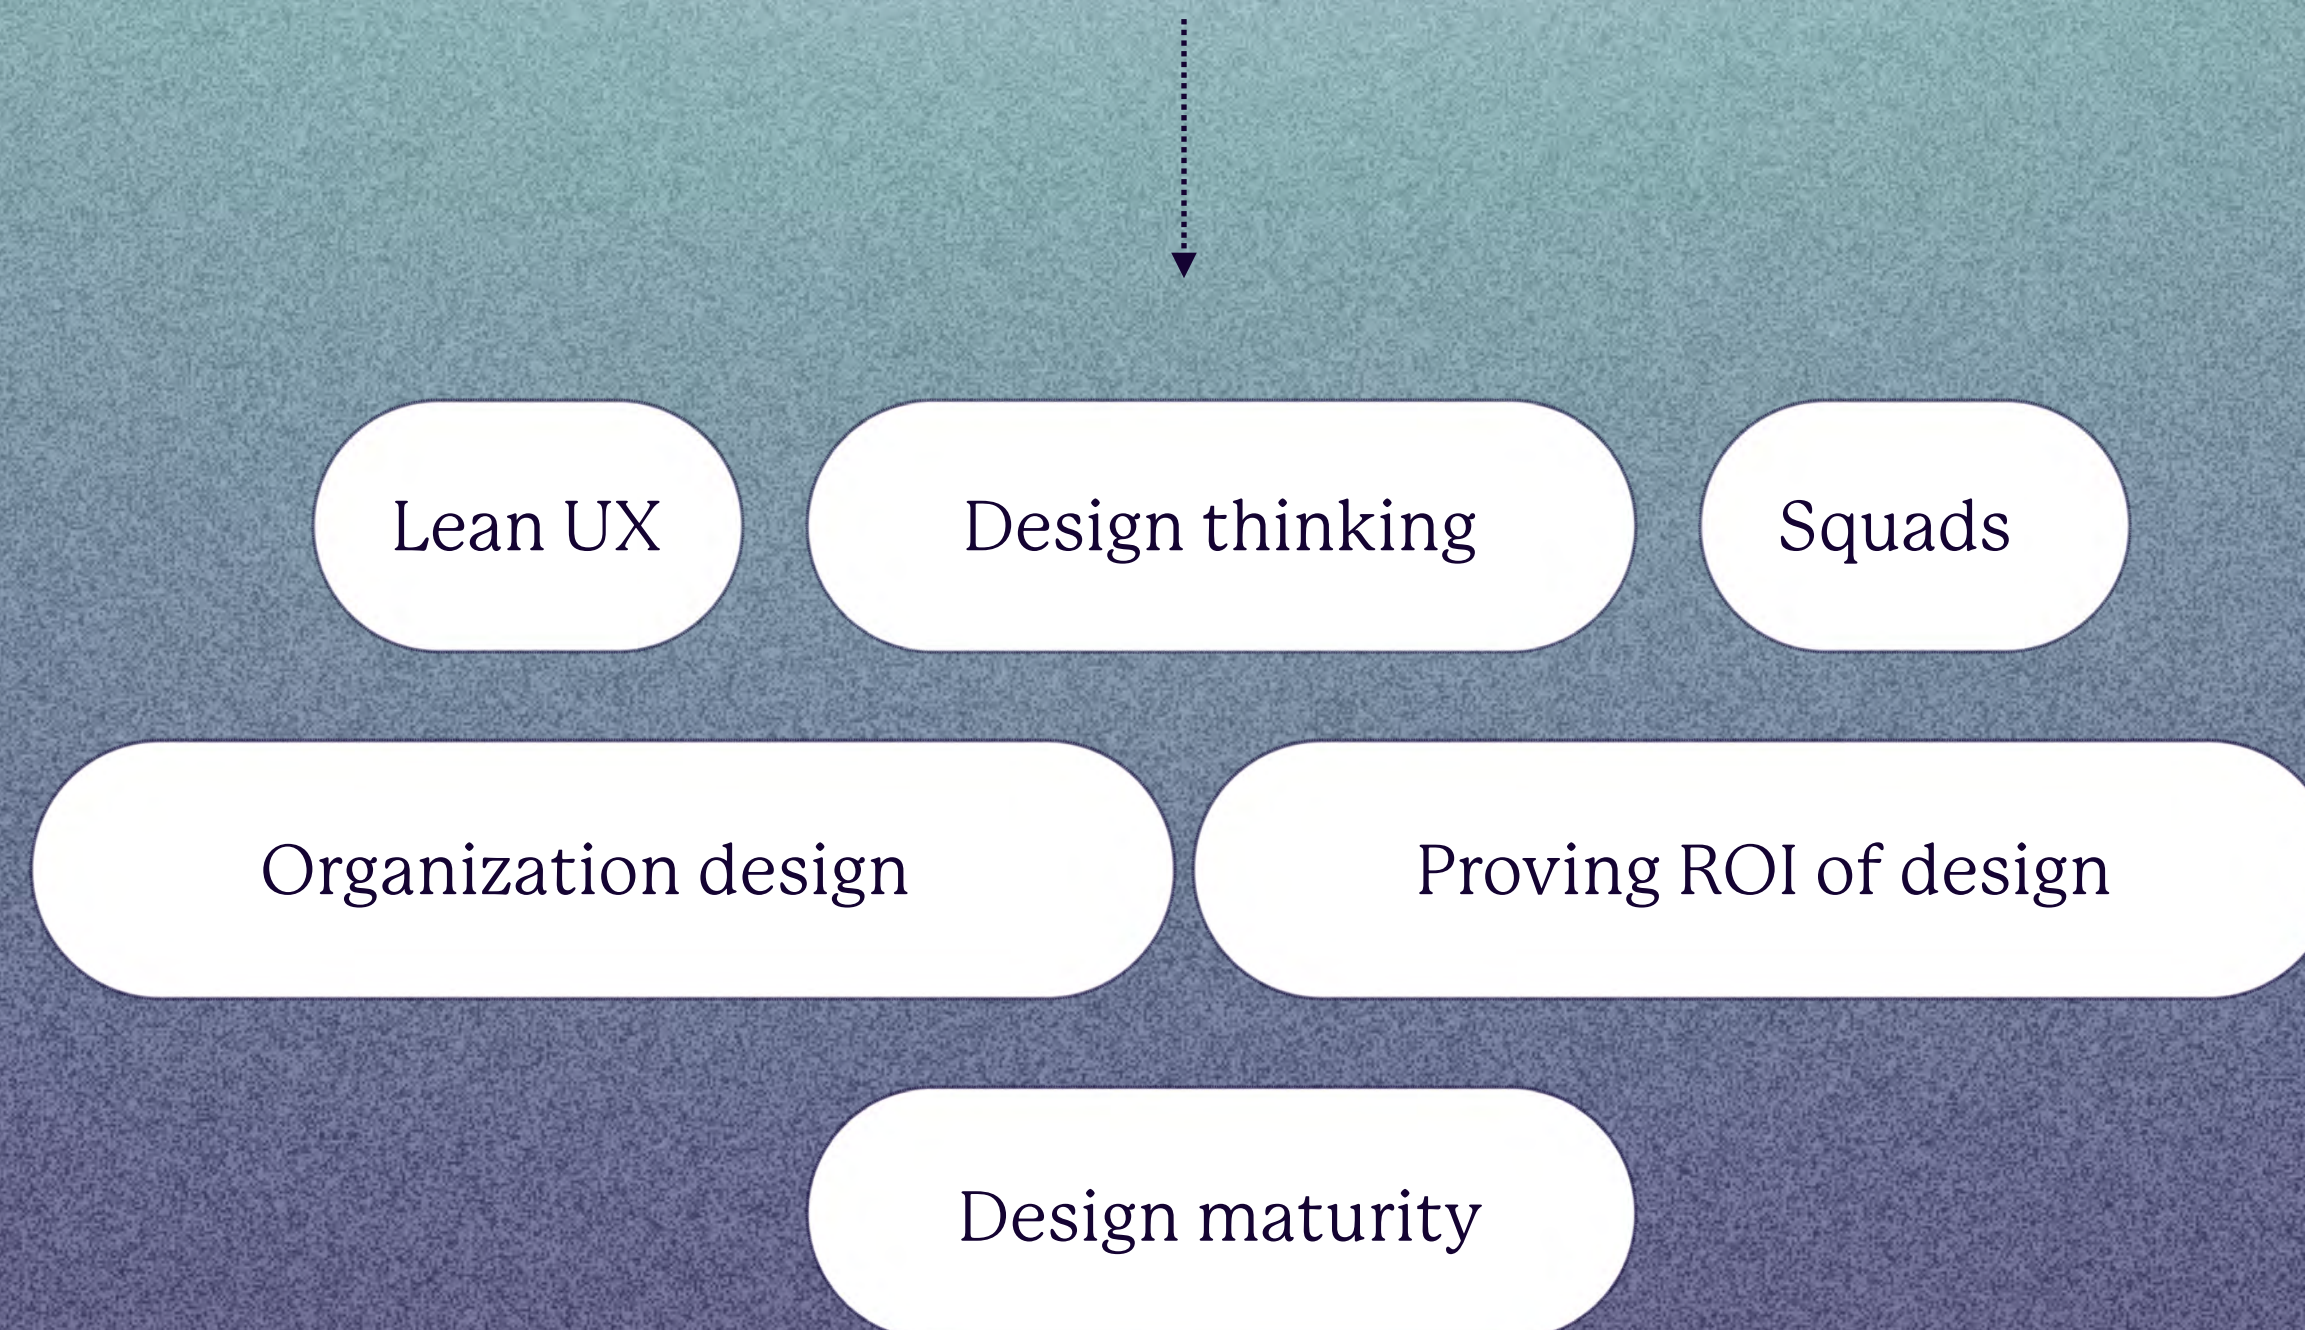 Lean UX
Design thinking
Squads
Organization design
Proving ROI of design
Design maturity